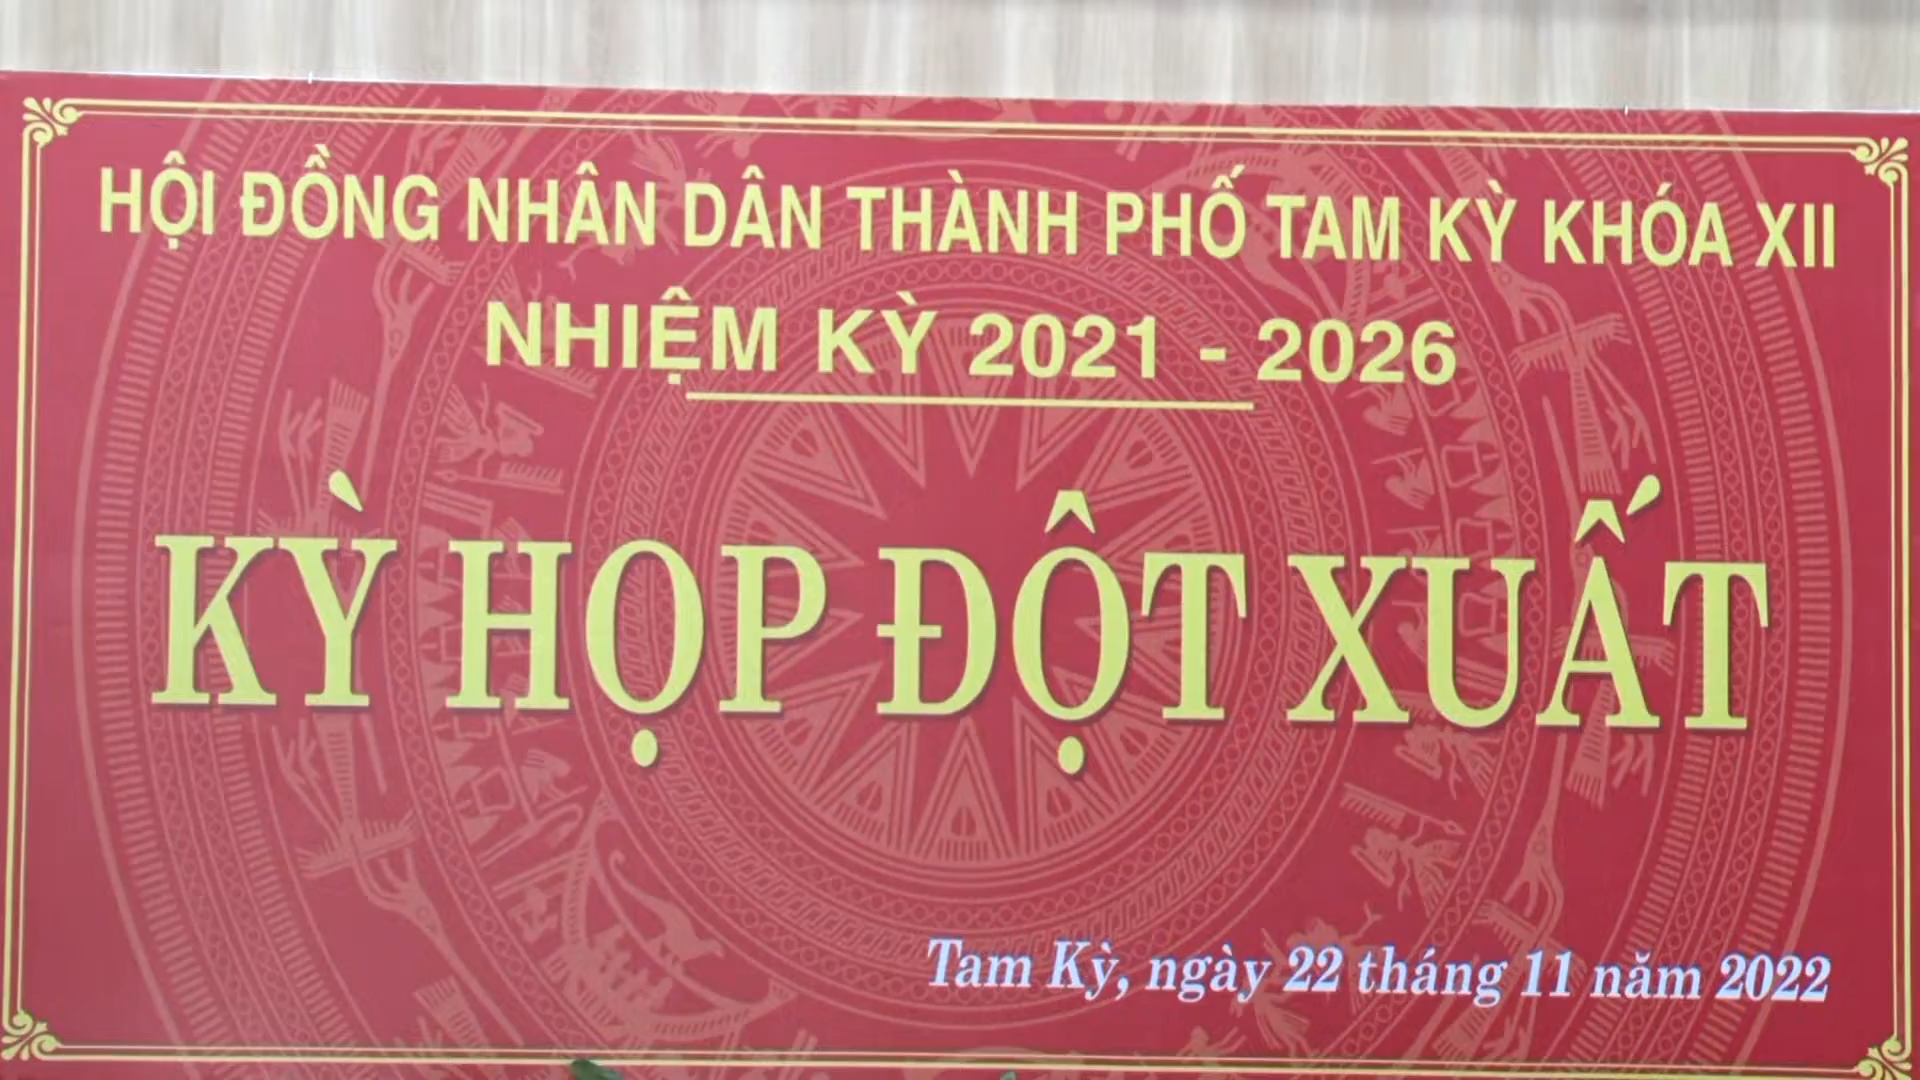 HỘI ĐỒNG NHÂN DÂN THÀNH PHỐ TAM KỲ KHÓA XII
NHIỆM KỲ 2021 - 2026
KỲ HỌP ĐỘT XUẤT
Tam Kỳ, ngày 22 tháng 11 năm 2022